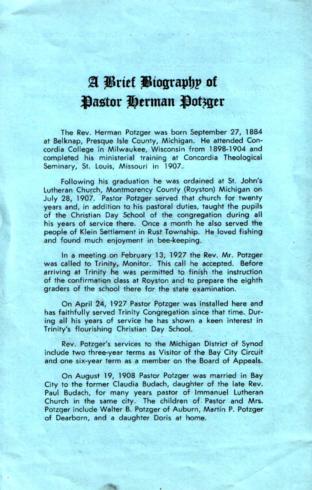 A Brief Biography of
Pastor Herman Potzger
The Rev. Herman Potzger was born September 27, 1884
at Belknap, Presque Isle County, Michigan. He attended Con-
cordia College in Milwaukee, Wisconsin from 1898-1904 and
completed his ministerial training at Concordia Theological
Seminary, St. Louis, Missouri in 1907.
Following his graduation he was ordained at St. John's
Lutheran Church, Montmorency County (Royston) Michigan on
July 28, 1907. Pastor Potzger served that church for twenty
years and, in addition to his pastoral duties, taught the pupils
of the Christian Day School of the congregation during all
his years of service there. Once a month he also served the
people of Klein Settlement in Rust Township. He loved fishing
and found much enjoyment in bee-keeping.
In a meeting on February 13, 1927 the Rev. Mr. Potzger
was called to Trinity, Monitor. This call he accepted. Before
arriving at Trinity he was permitted to finish the instruction
of the confirmation class at Royston and to prepare the eighth
graders of the school there for the state examination.
On April 24, 1927 Pastor Potzger was installed here and
has faithfully served Trinity Congregation since that time. Dur-
ing all his years of service he has shown a keen interest in
Trinity's flourishing Christian Day School.
Rev. Potzger's services to the Michigan District of Synod
include two three-year terms as Visitor of the Bay City Circuit
and one six-year term as a member on the Board of Appeals.
On August 19, 1908 Pastor Potzger was married in Bay
City to the former Claudia Budach, daughter of the late Rev.
Paul Budach, for many years pastor of Immanuel Lutheran
Church in the same city. The children of Pastor and Mrs.
Potzger include Walter B. Potzger of Auburn, Martin P. Potzger
of Dearborn, and a daughter Doris at home.